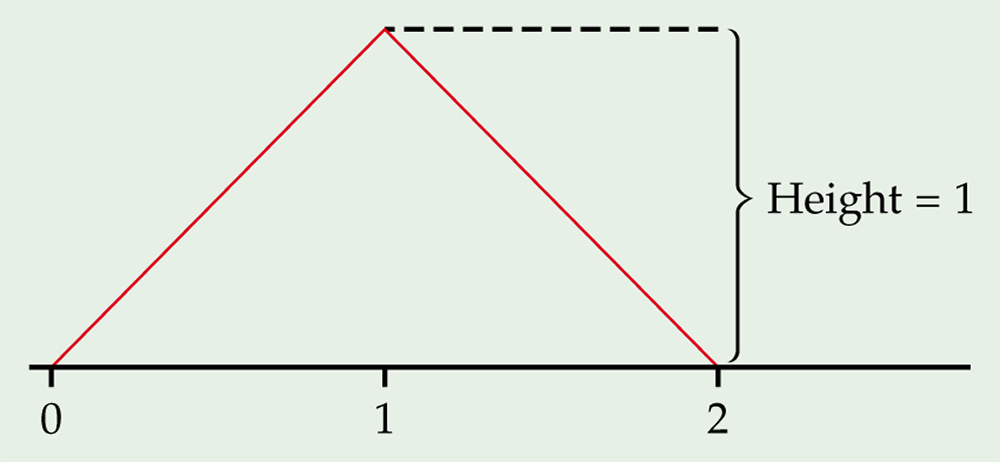 Height = 1
0 1 2